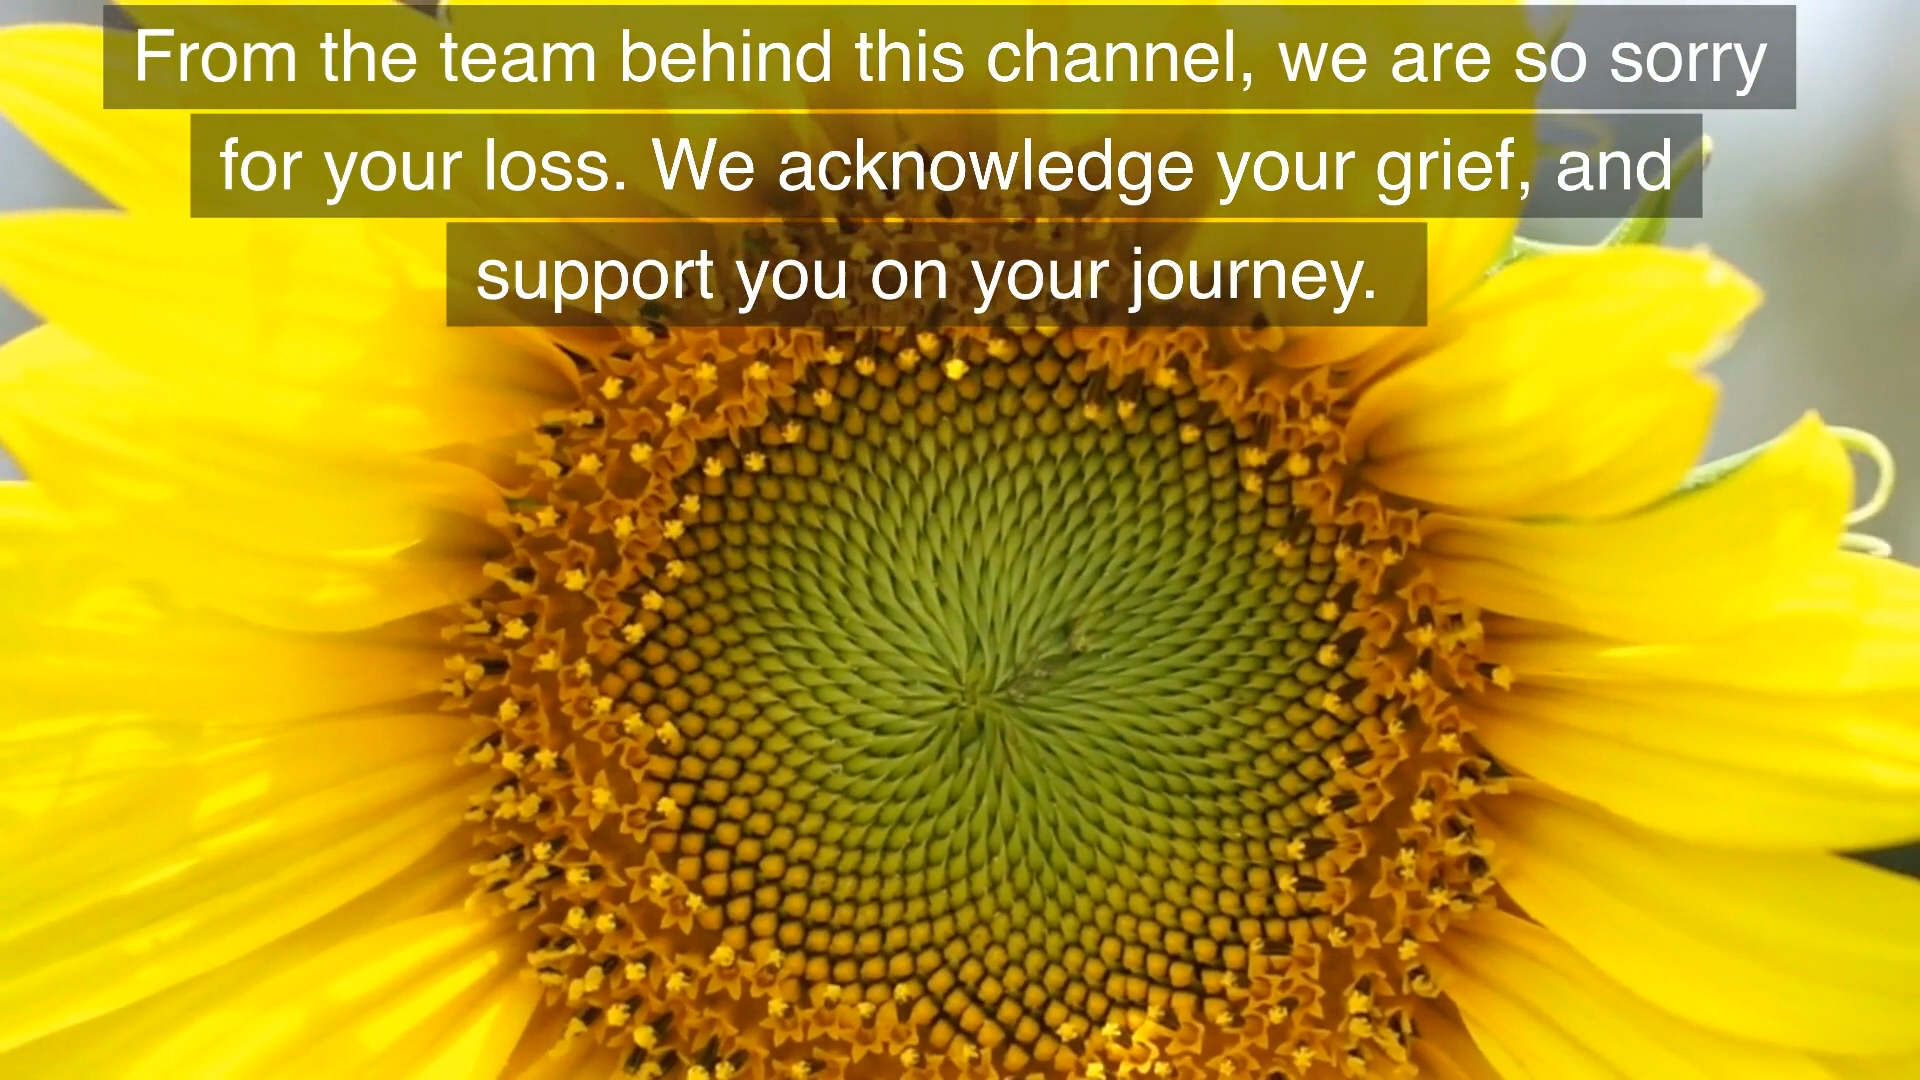 From the team behind this channel, we are so sorry
for your loss. We acknowledge your grief, and
support you on your journey.